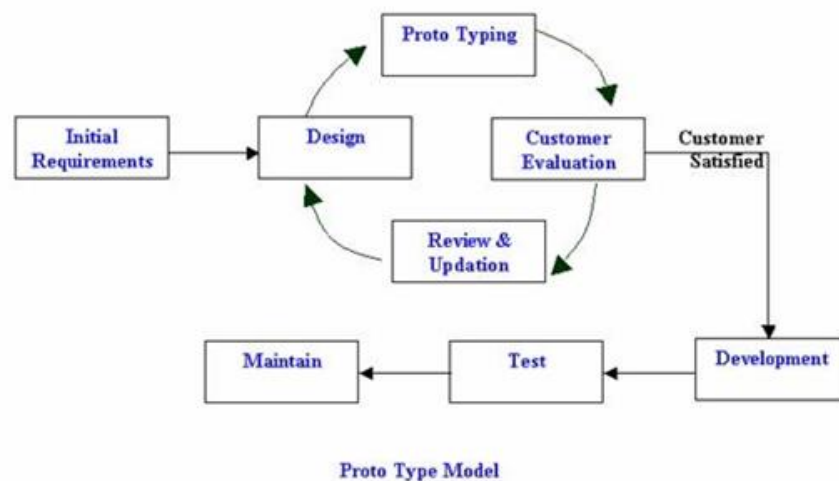 Proto Typing
Initial
Requirements
Design
Customer
Evaluation
Customer
Satisfied
Review &
Updation
Maintain
Test
Development
Proto Type Model